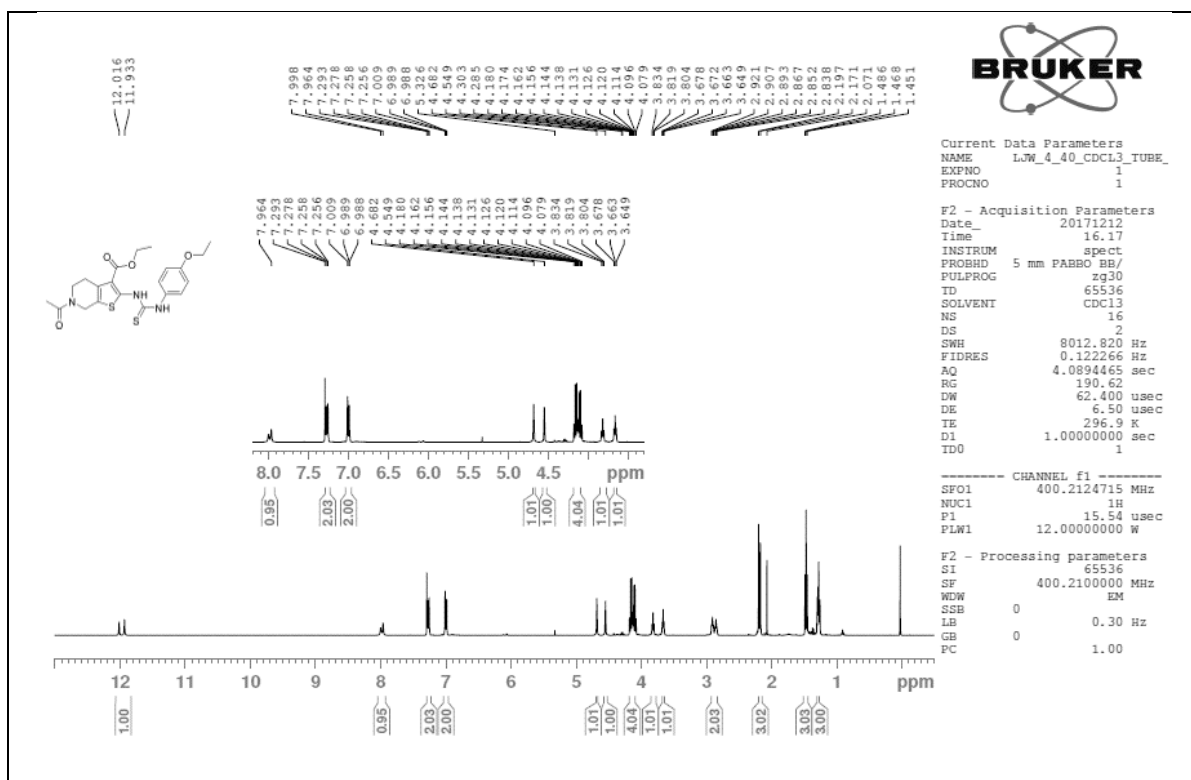 12.016
11.933
7.998
7.964
7.293
7.278
7.258
7.256
7.009
6.989
6.988
5.326
4.682
4.549
4.303
4.285
4.180
4.174
4.162
4.156
4.144
4.138
4.131
4.126
4.120
4.114
4.096
4.079
3.834
3.819
3.804
3.678
3.672
3.663
3.649
2.921
2.907
2.893
2.867
2.852
2.838
2.197
2.171
2.071
1.486
1.468
1.451
BRUKER
7.964
7.293
7.278
7.258
7.256
7.009
6.989
6.988
4.682
4.549
4.180
4.162
4.156
4.144
4.138
4.131
4.126
4.120
4.114
4.096
4.079
3.834
3.819
3.804
3.678
3.663
3.649
O
O
O
N
O
S
NH
S
NH
8.0 7.5 7.0 6.5 6.0 5.5 5.0 4.5 ppm
0.95 2.03 2.00 1.01 1.00 4.04 1.01 1.01
12 11 10 9 8 7 6 5 4 3 2 1 ppm
1.00 0.95 2.03 2.00 1.01 1.00 4.04 1.01 1.01 2.03 3.02 3.03 3.00
Current Data Parameters
NAME LJW_4_40_CDCL3_TUBE_
EXPNO 1
PROCNO 1
F2 - Acquisition Parameters
Date_ 20171212
Time 16.17
INSTRUM spect
PROBHD 5 mm PABBO BB/
PULPROG zg30
TD 65536
SOLVENT CDCl3
NS 16
DS 2
SWH 8012.820 Hz
FIDRES 0.122266 Hz
AQ 4.0894465 sec
RG 190.62
DW 62.400 usec
DE 6.50 usec
TE 296.9 K
D1 1.00000000 sec
TD0 1
======== CHANNEL f1 ========
SFO1 400.2124715 MHz
NUC1 1H
P1 15.54 usec
PLW1 12.00000000 W
F2 - Processing parameters
SI 65536
SF 400.2100000 MHz
WDW EM
SSB 0
LB 0.30 Hz
GB 0
PC 1.00